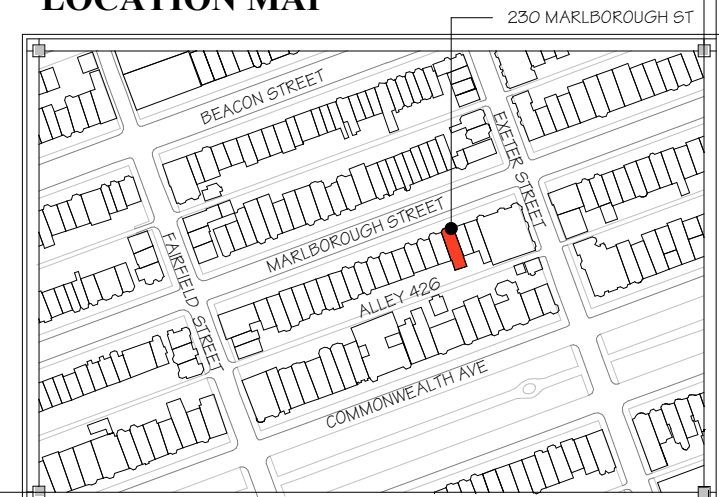 LOCATION MAP
230 MARLBOROUGH ST
BEACON STREET
EXETER STREET
MARLBOROUGH STREET
FAIRFIELD STREET
ALLEY 426
COMMONWEALTH AVE